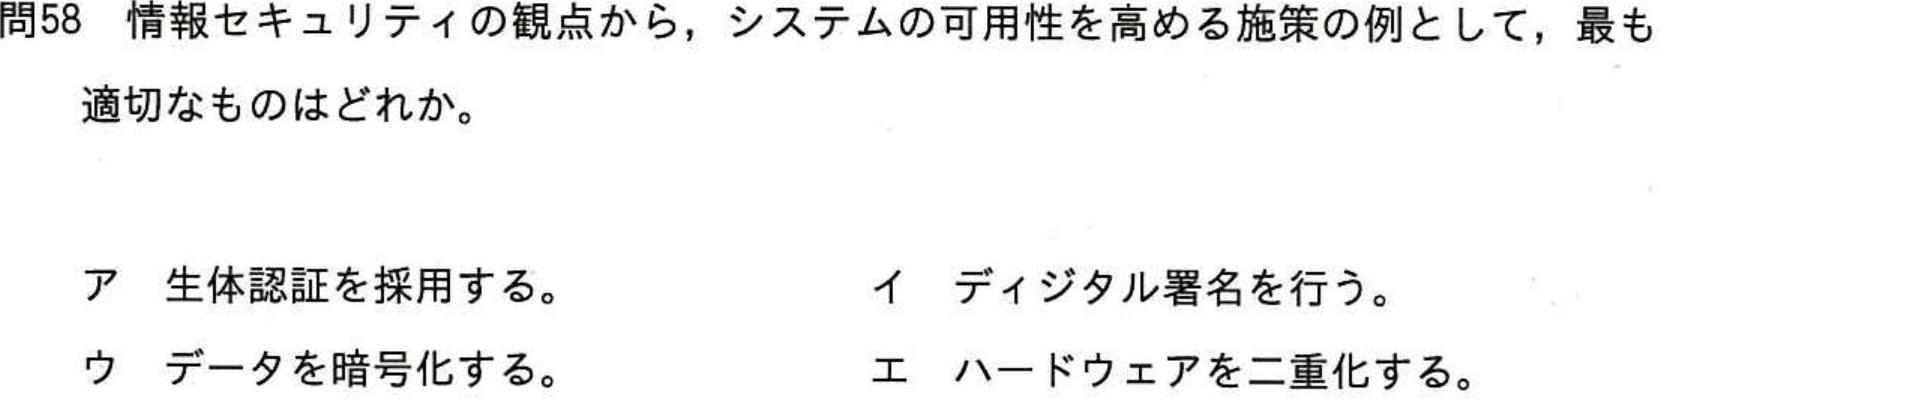 問58　情報セキュリティの観点から，システムの可用性を高める施策の例として，最も
適切なものはどれか。
ア　生体認証を採用する。　イ　ディジタル署名を行う。
ウ　データを暗号化する。　エ　ハードウェアを二重化する。